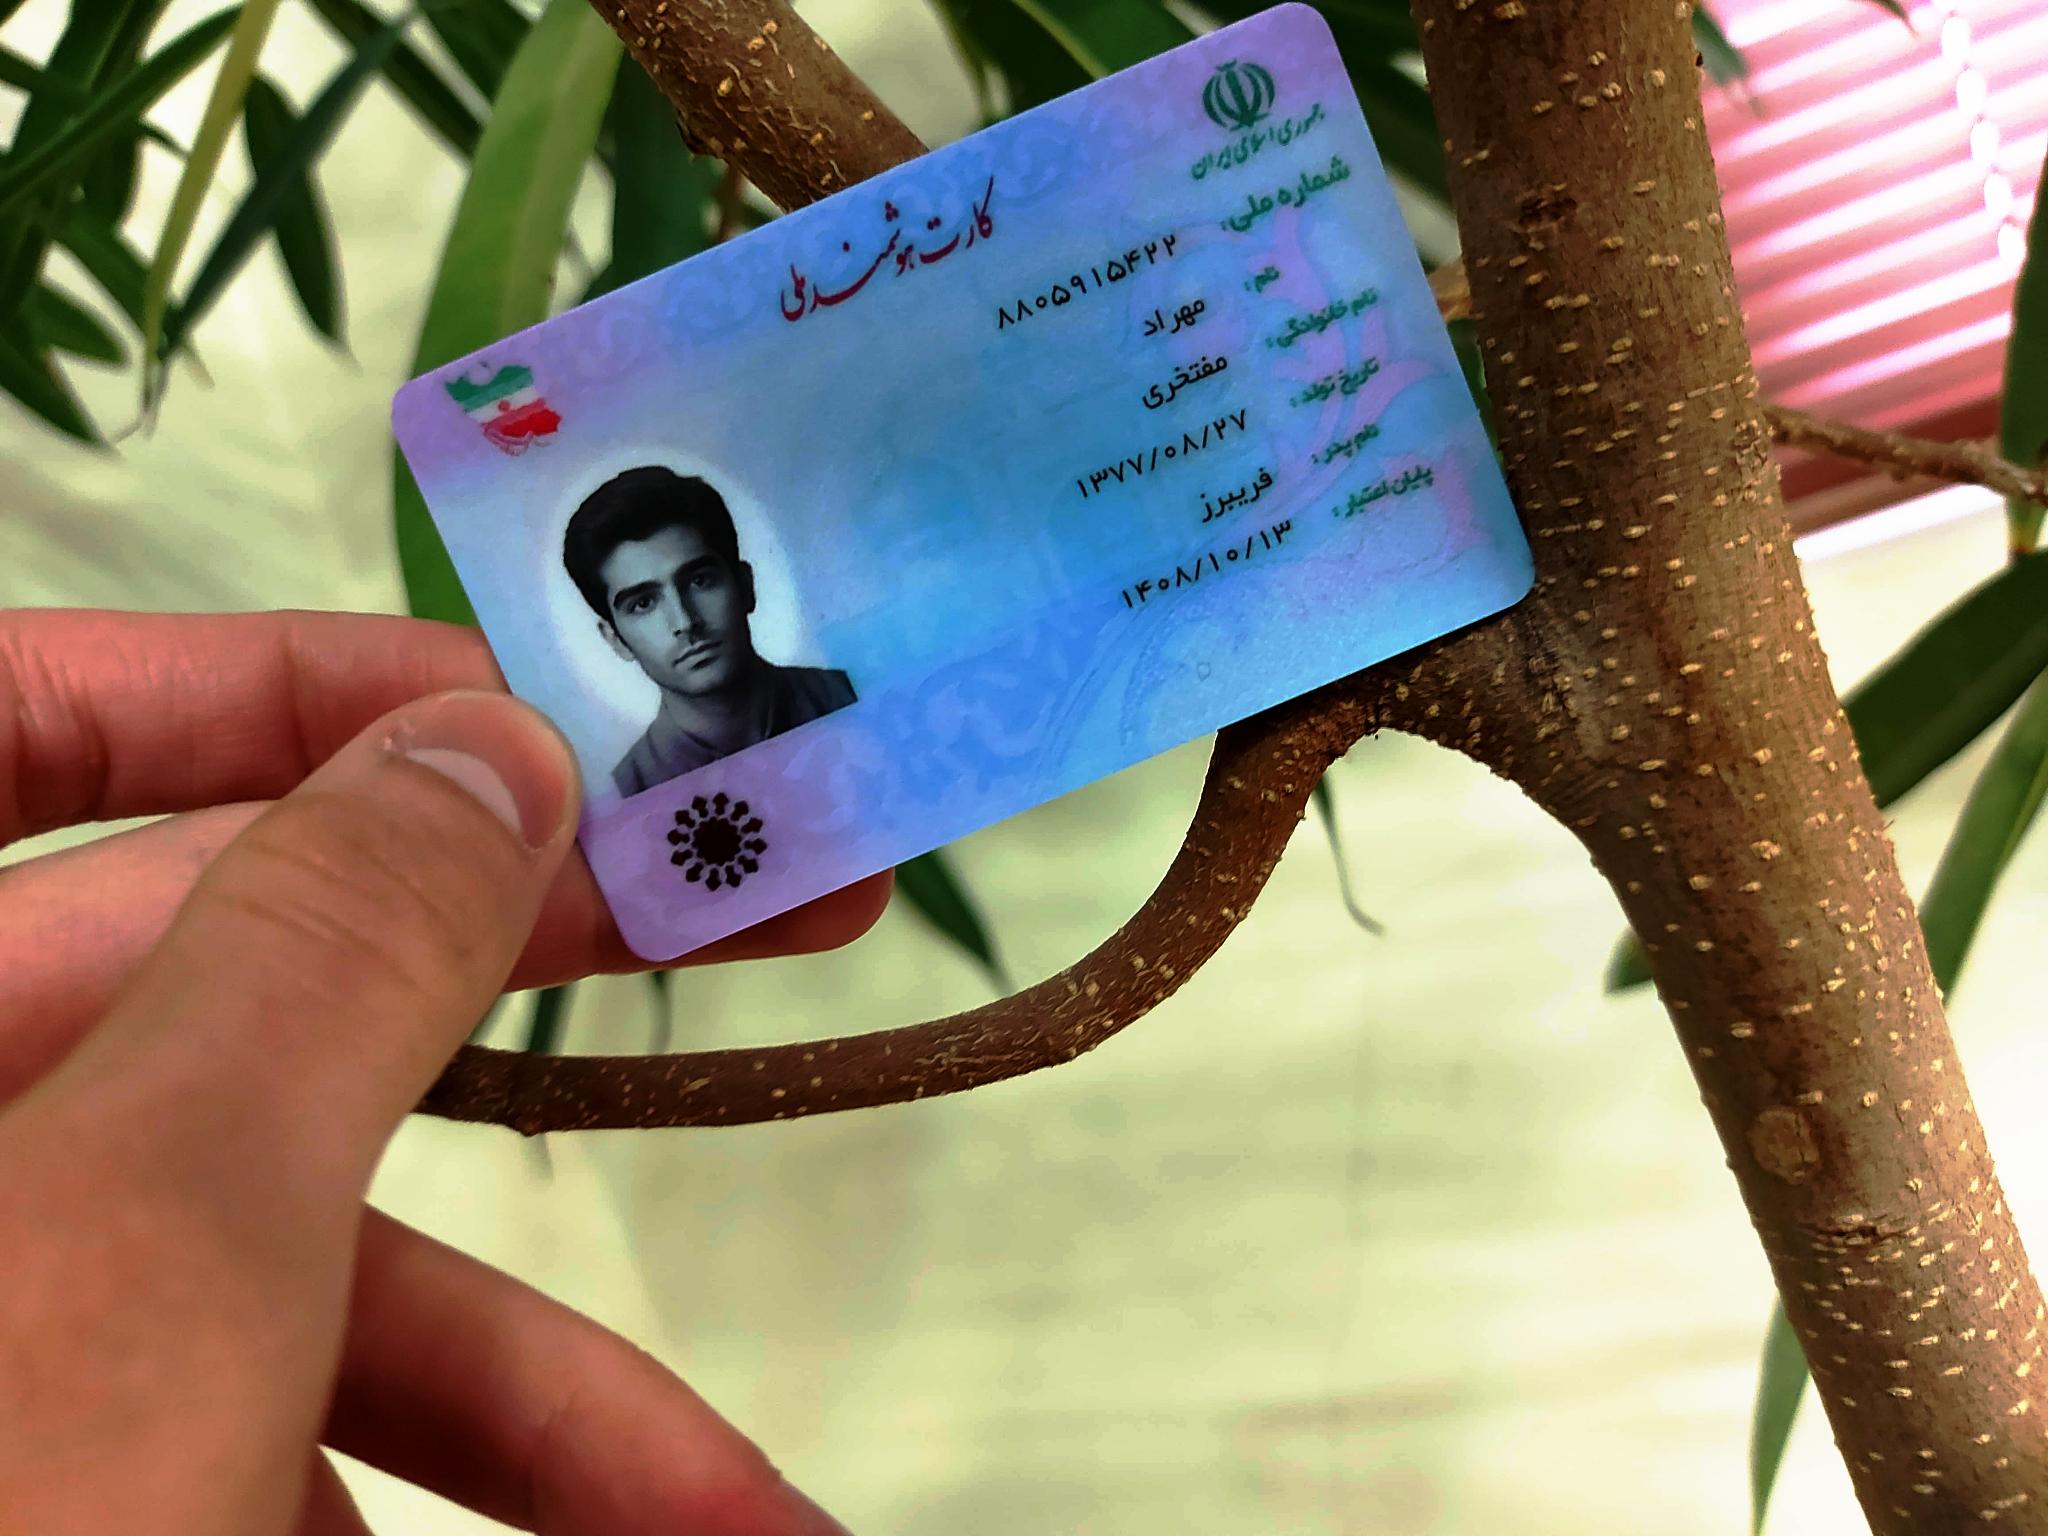 جمهوری اسلامی ایران
کارت هوشمند ملی
شماره ملی: ۸۸۰۵۹۱۵۴۲۲
نام: مهراد
نام خانوادگی: مفتخری
تاریخ تولد: ۱۳۷۷/۰۸/۲۷
نام پدر: فریبرز
پایان اعتبار: ۱۴۰۸/۱۰/۱۳